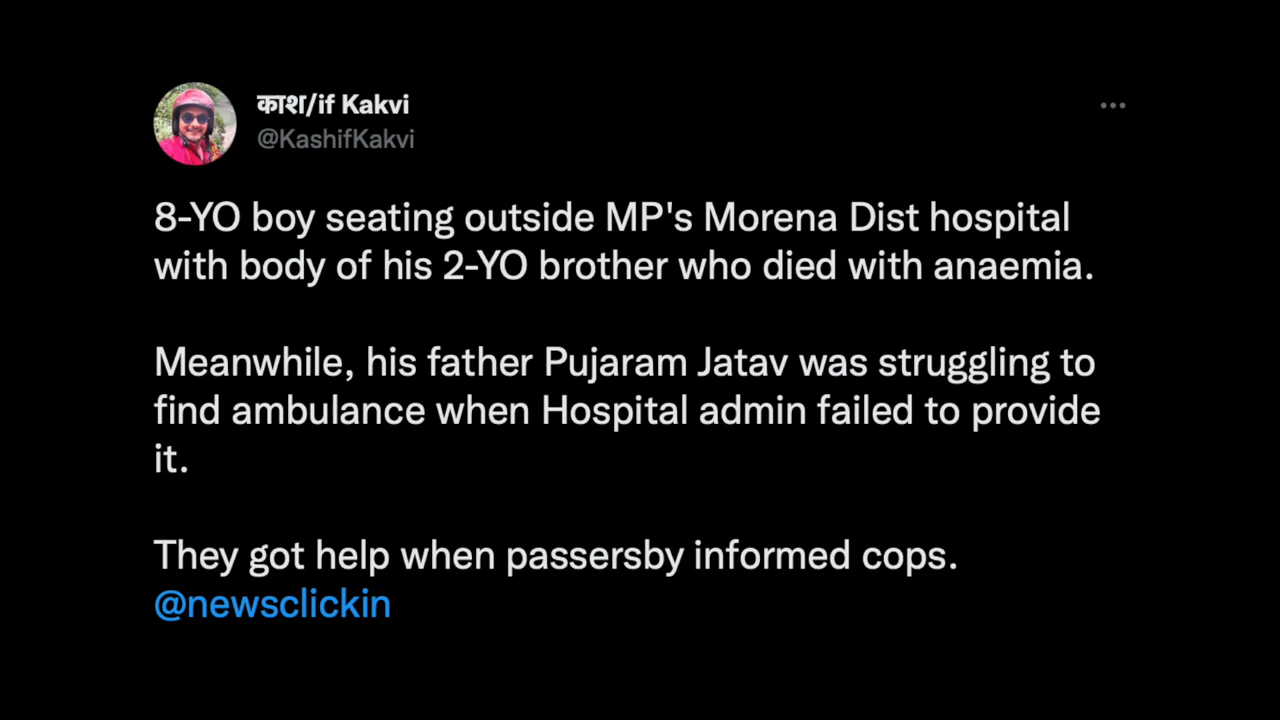 काश/if Kakvi
@KashifKakvi
8-YO boy seating outside MP's Morena Dist hospital
with body of his 2-YO brother who died with anaemia.
Meanwhile, his father Pujaram Jatav was struggling to
find ambulance when Hospital admin failed to provide
it.
They got help when passersby informed cops.
@newsclickin